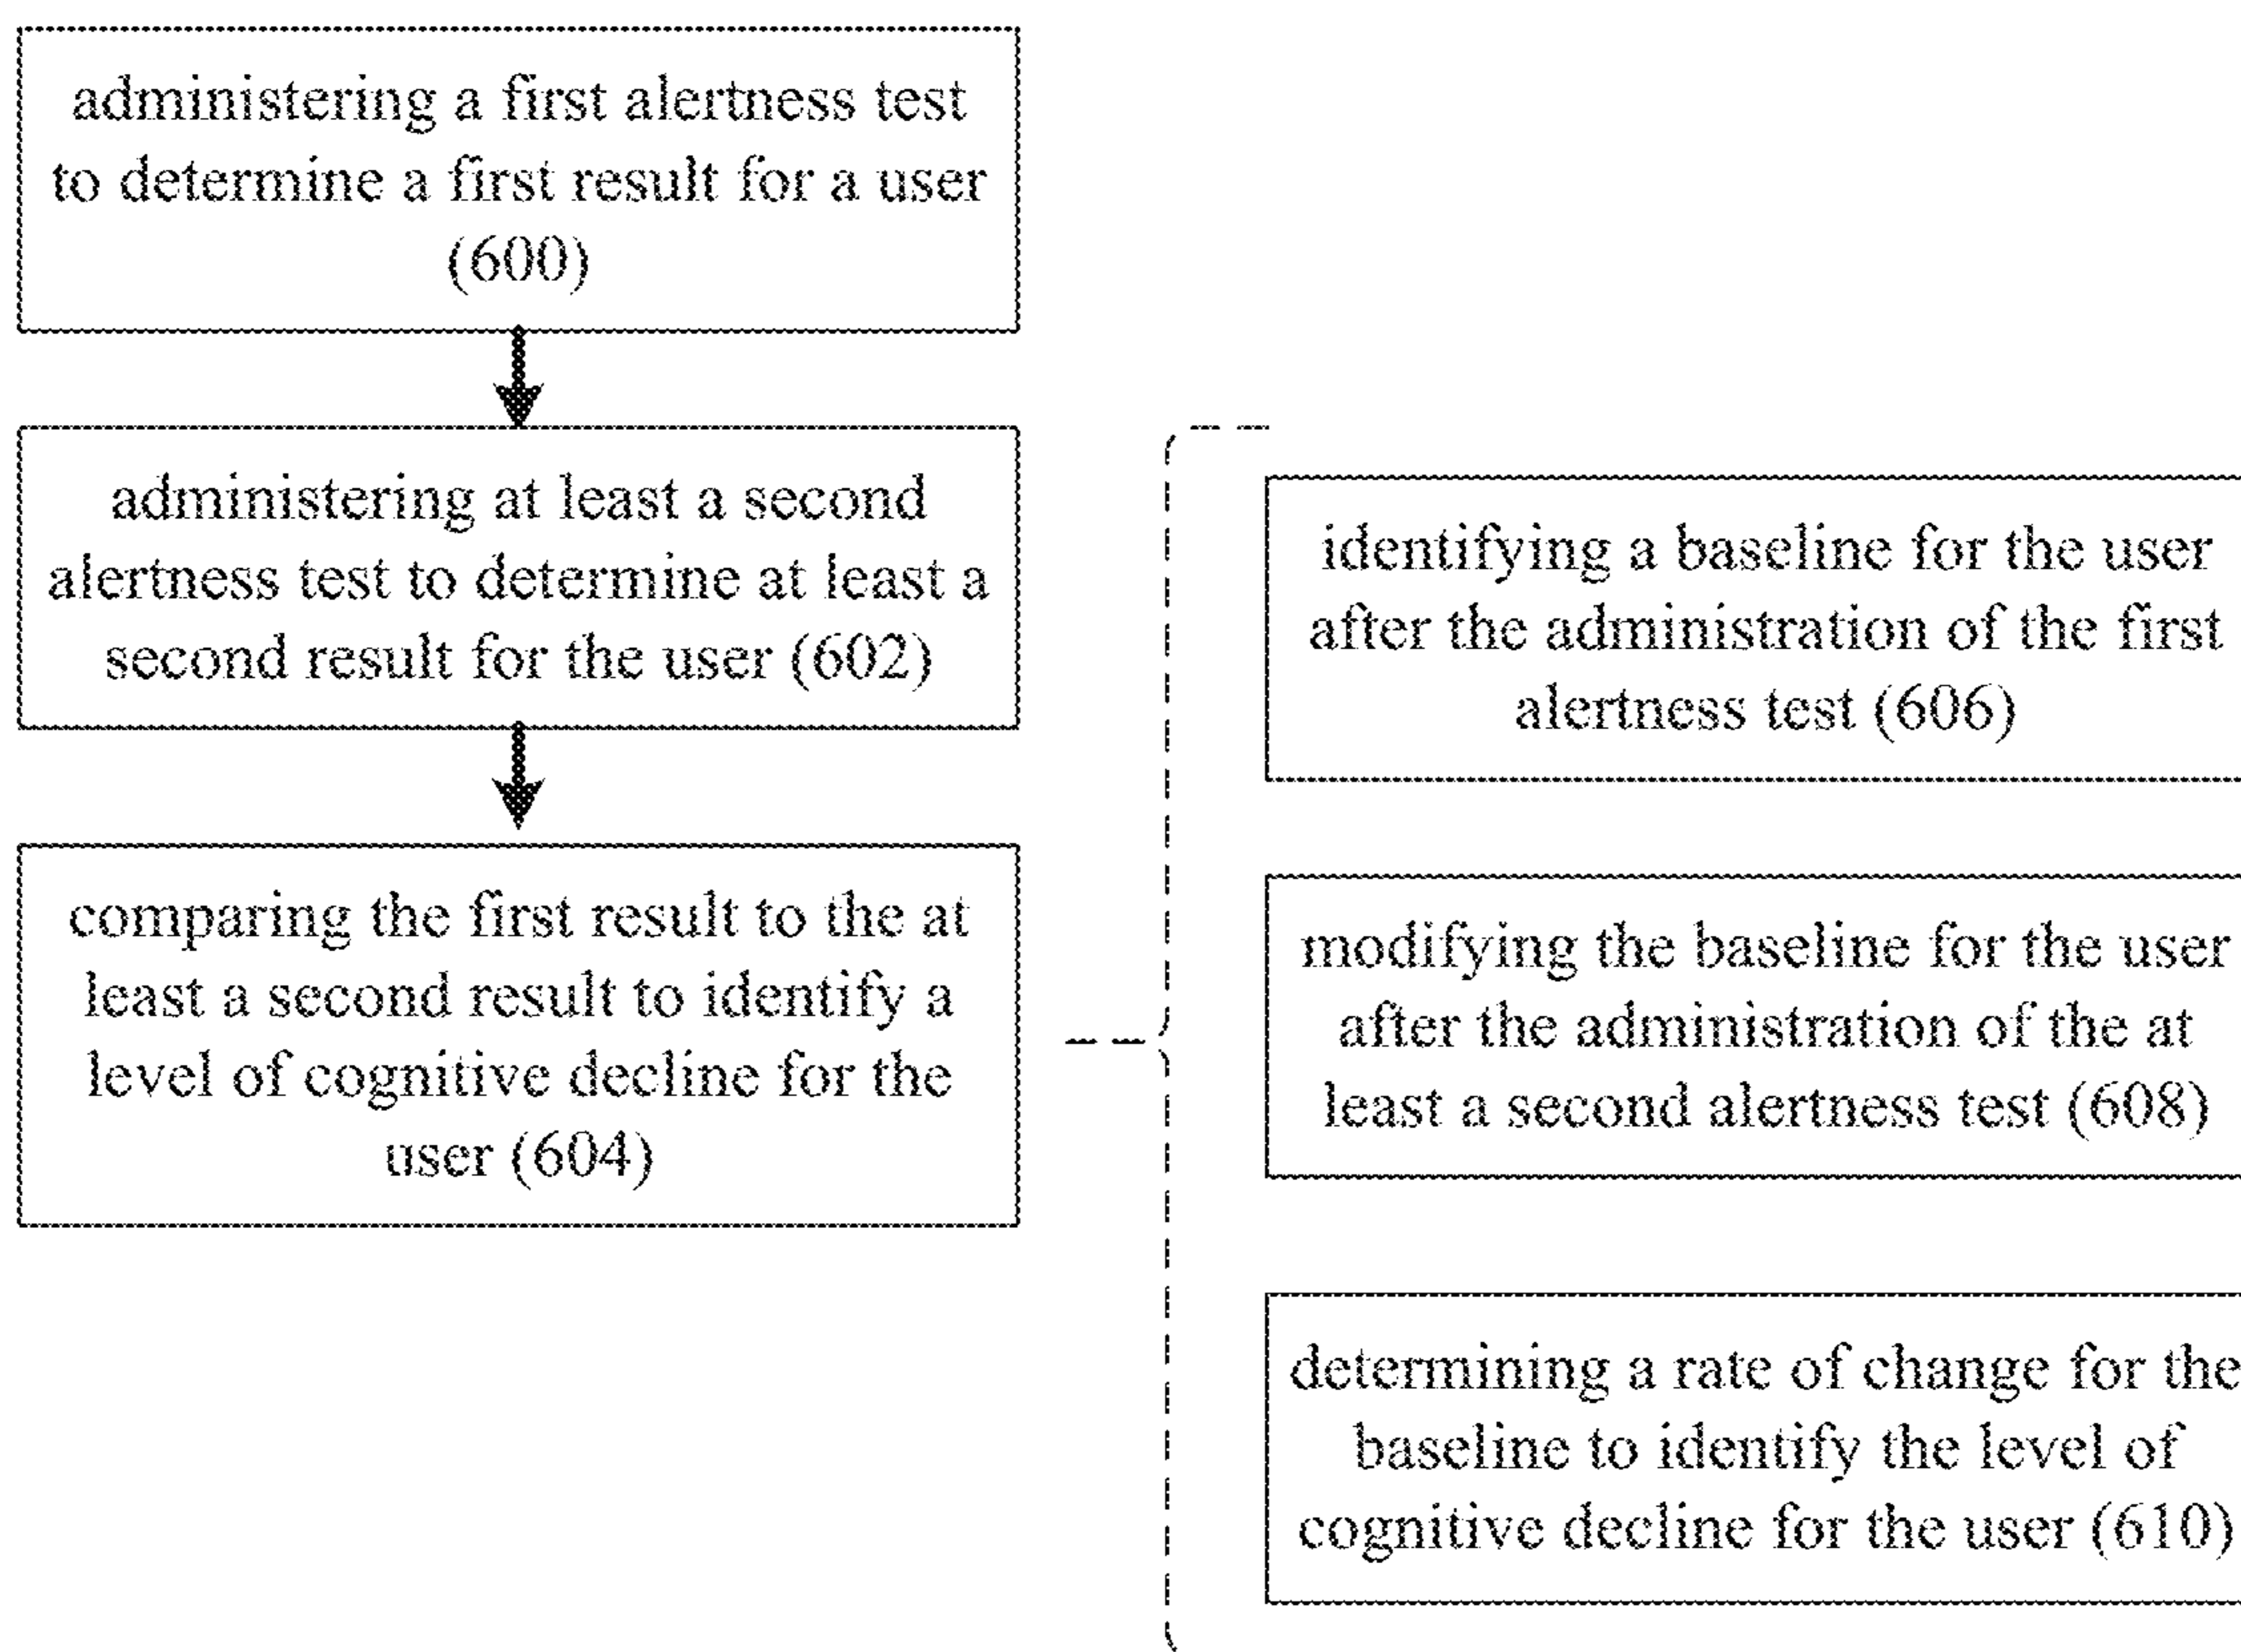 administering a first alertness test
to determine a first result for a user
(600)
administering at least a second
alertness test to determine at least a
second result for the user (602)
comparing the first result to the at
least a second result to identify a
level of cognitive decline for the
user (604)
identifying a baseline for the user
after the administration of the first
alertness test (606)
modifying the baseline for the user
after the administration of the at
least a second alertness test (608)
determining a rate of change for the
baseline to identify the level of
cognitive decline for the user (610)